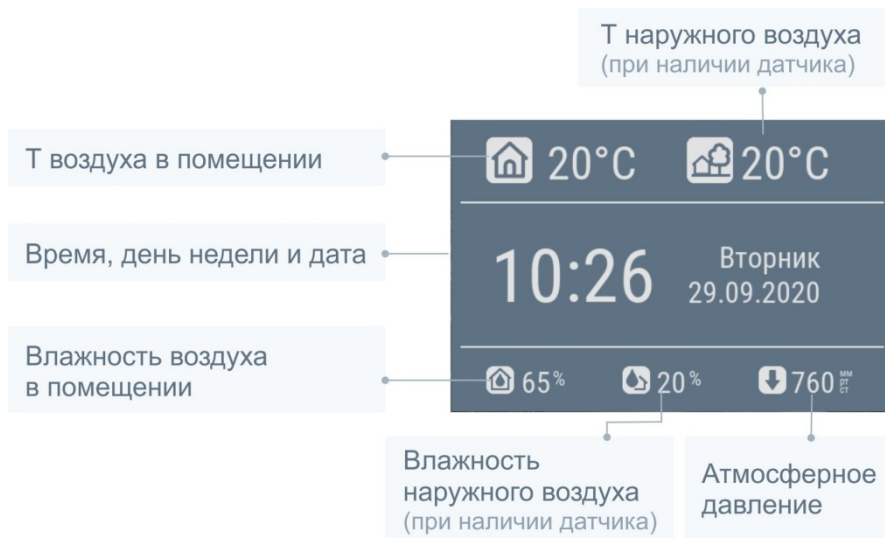 Т наружного воздуха
(при наличии датчика)
Т воздуха в помещении
20°C 20°C
Время, день недели и дата
10:26
Вторник
29.09.2020
Влажность воздуха
в помещении
65% 20% 760 мм рт ст
Влажность
наружного воздуха
(при наличии датчика)
Атмосферное
давление